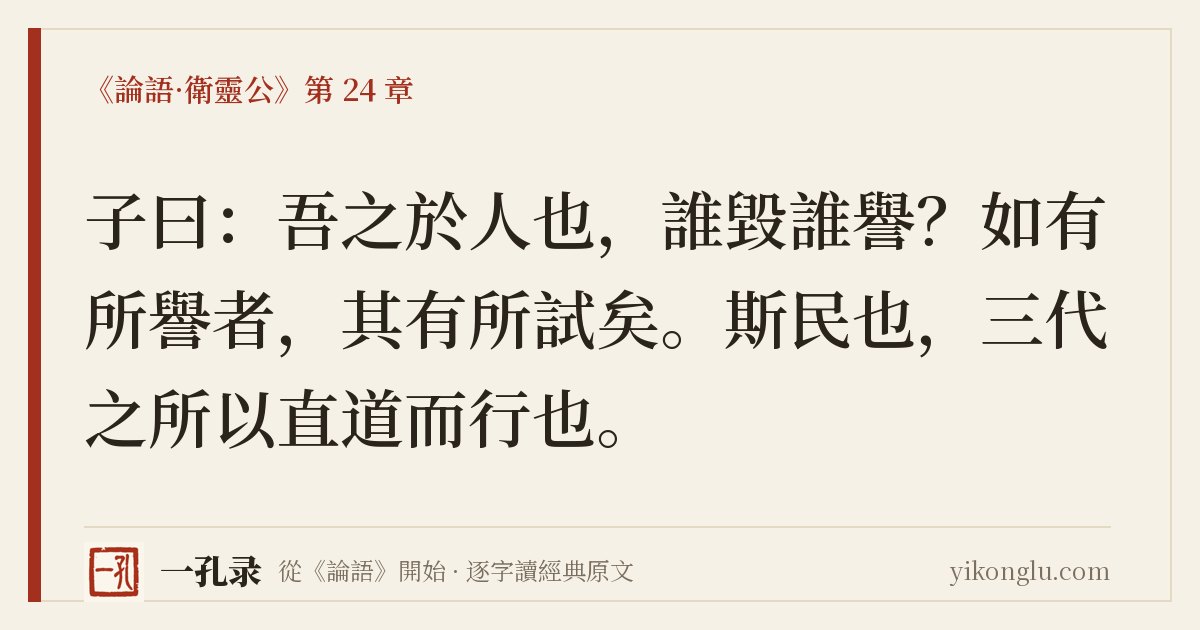 《論語·衛靈公》第 24 章
子曰：吾之於人也，誰毀誰譽？如有
所譽者，其有所試矣。斯民也，三代
之所以直道而行也。
一孔
一孔录 從《論語》開始 · 逐字讀經典原文 yikonglu.com